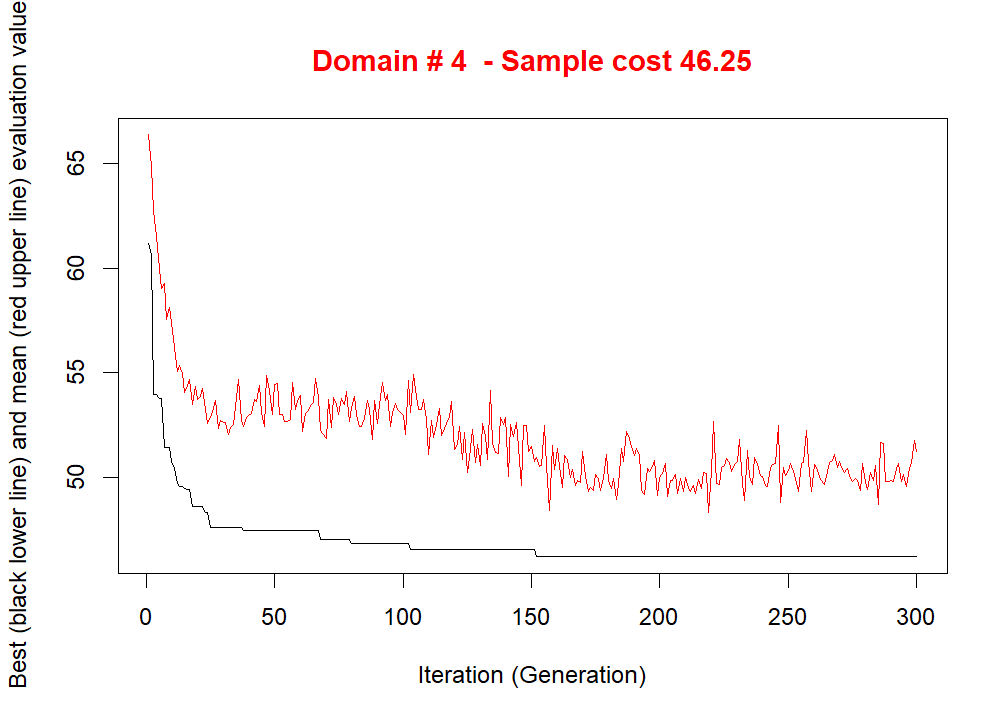 Domain # 4  - Sample cost 46.25
Best (black lower line) and mean (red upper line) evaluation value
65
60
55
50
0 50 100 150 200 250 300
Iteration (Generation)